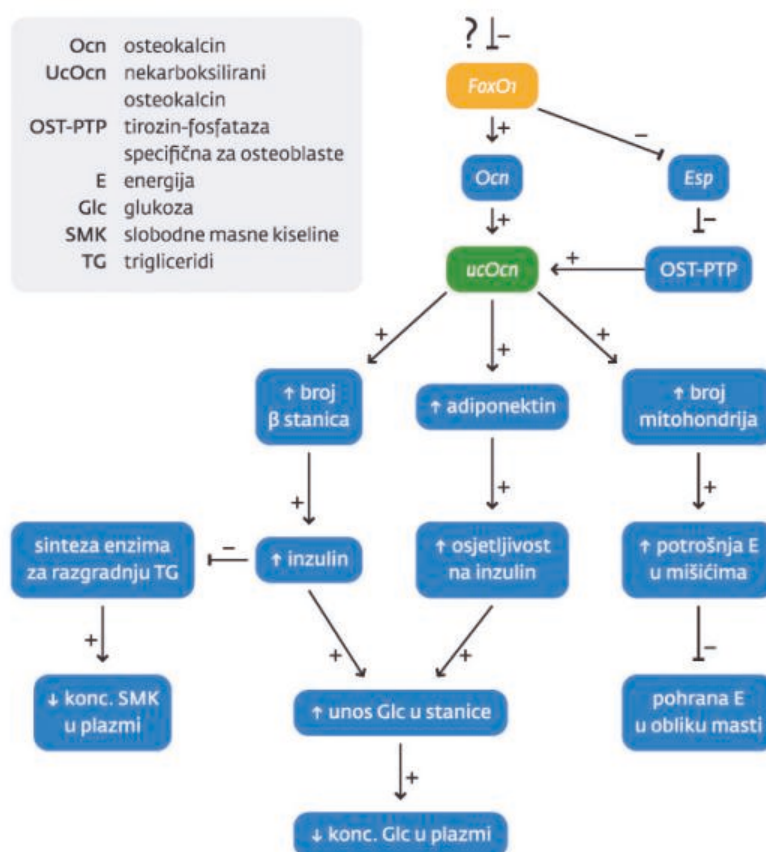 Ocn osteokalcin
UcOcn nekarboksilirani
osteokalcin
OST-PTP tirozin-fosfataza
specifična za osteoblaste
E energija
Glc glukoza
SMK slobodne masne kiseline
TG trigliceridi
? -
FoxO1
+
-
Ocn
Esp
+
-
ucOcn
+
OST-PTP
+
+
+
↑ broj
β stanica
↑ adiponektin
↑ broj
mitohondrija
+
+
+
sinteza enzima
za razgradnju TG
-
↑ inzulin
↑ osjetljivost
na inzulin
↑ potrošnja E
u mišićima
+
+
+
-
↓ konc. SMK
u plazmi
↑ unos Glc u stanice
pohrana E
u obliku masti
+
↓ konc. Glc u plazmi